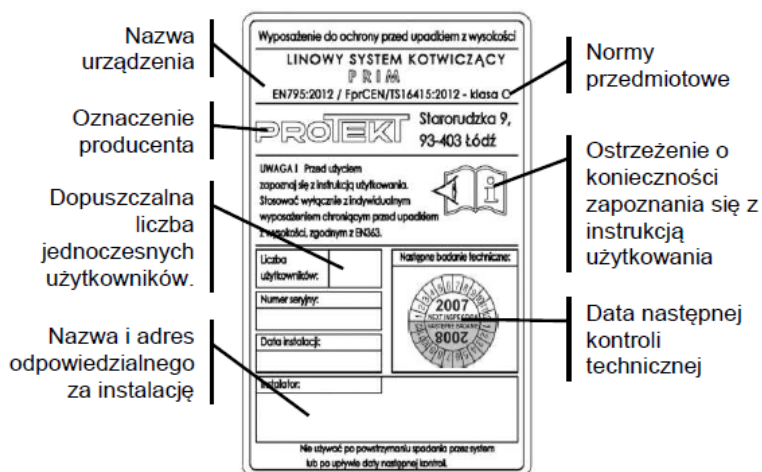 Nazwa
urządzenia
Oznaczenie
producenta
Dopuszczalna
liczba
jednoczesnych
użytkowników.
Nazwa i adres
odpowiedzialnego
za instalację
Wyposażenie do ochrony przed upadkiem z wysokości
LINOWY SYSTEM KOTWICZĄCY
PRIM
EN795:2012 / FprCEN/TS16415:2012 - klasa C
PROTEKT
Starorudzka 9,
93-403 Łódź
UWAGA! Przed użyciem
zapoznaj się z instrukcją użytkowania.
Stosować wyłącznie z indywidualnym
wyposażeniem chroniącym przed upadkiem
z wysokości, zgodnym z EN363.
Liczba
użytkowników:
Numer seryjny:
Data instalacji:
Instalator:
Następne badanie techniczne:
2007
NEXT INSPECTION
NASTĘPNE BADANIE
2008
Nie używać po powstrzymaniu spadania przez system
lub po upływie daty następnej kontroli.
Normy
przedmiotowe
Ostrzeżenie o
konieczności
zapoznania się z
instrukcją
użytkowania
Data następnej
kontroli
technicznej